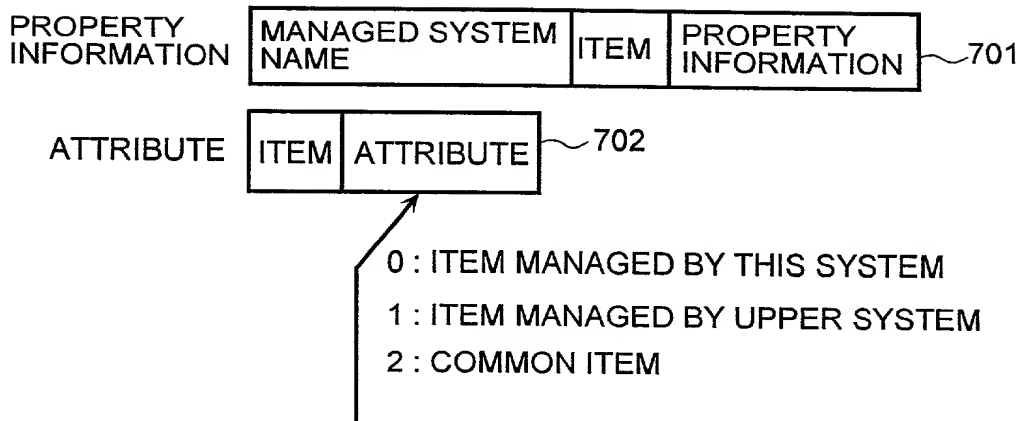 PROPERTY
INFORMATION
MANAGED SYSTEM
NAME
ITEM
PROPERTY
INFORMATION
701
ATTRIBUTE
ITEM
ATTRIBUTE
702
0 : ITEM MANAGED BY THIS SYSTEM
1 : ITEM MANAGED BY UPPER SYSTEM
2 : COMMON ITEM